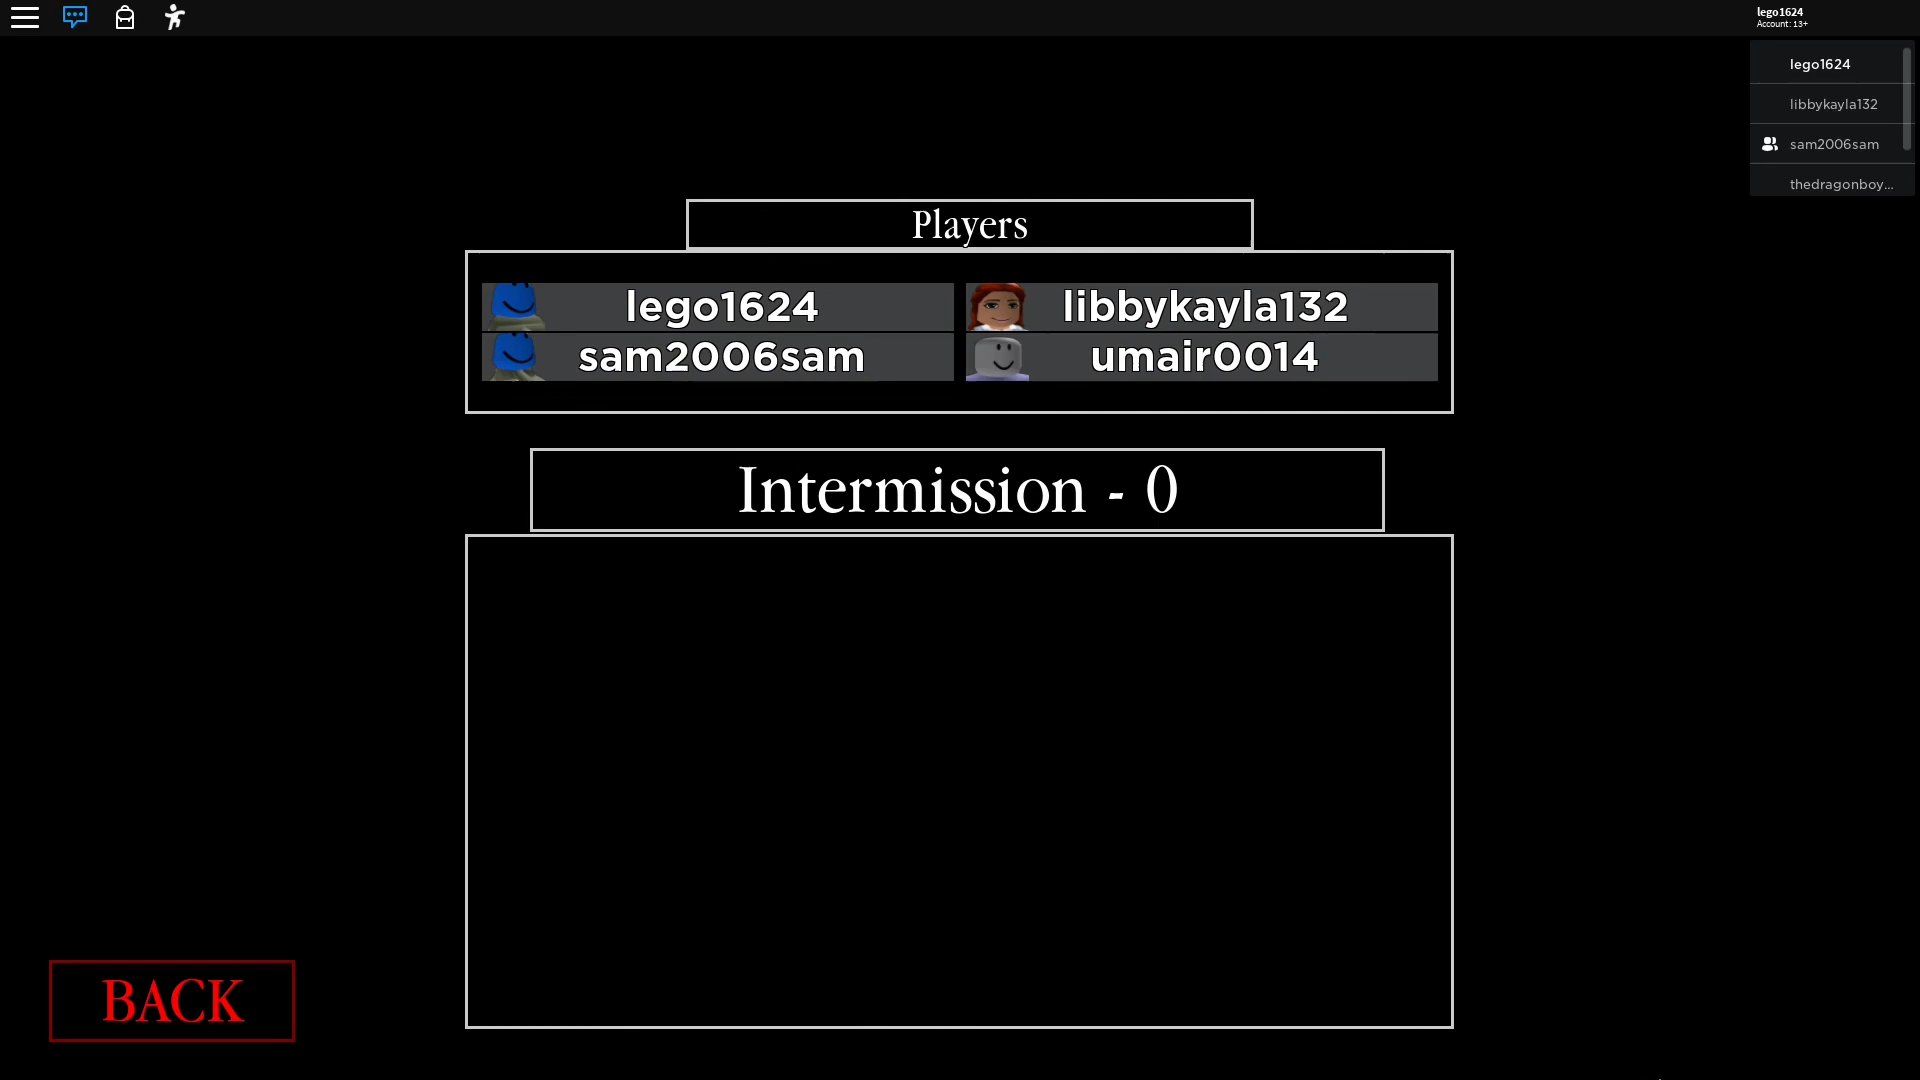 lego1624
Account: 13+
lego1624
libbykayla132
sam2006sam
thedragonboy...
Players
lego1624
libbykayla132
sam2006sam
umair0014
Intermission - 0
BACK